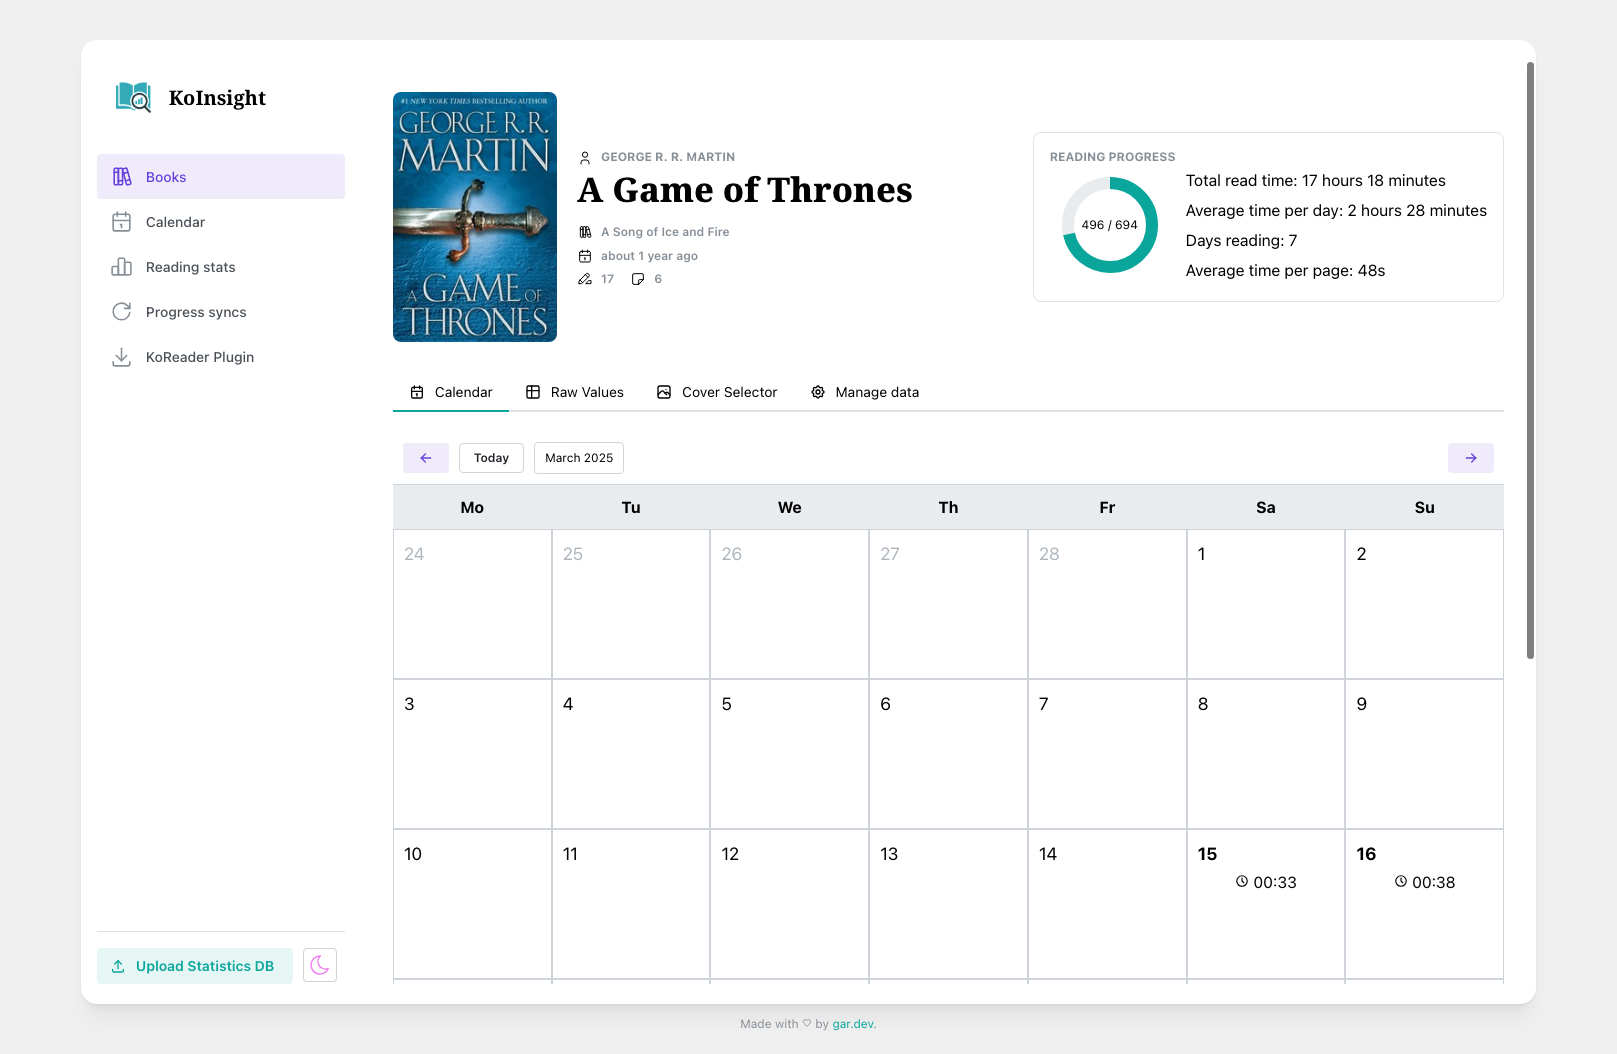 KoInsight
Books
Calendar
Reading stats
Progress syncs
KoReader Plugin
Upload Statistics DB
#1 NEW YORK TIMES BESTSELLING AUTHOR
GEORGE R. R.
MARTIN
A GAME OF
THRONES
GEORGE R. R. MARTIN
A Game of Thrones
A Song of Ice and Fire
about 1 year ago
17 6
READING PROGRESS
496 / 694
Total read time: 17 hours 18 minutes
Average time per day: 2 hours 28 minutes
Days reading: 7
Average time per page: 48s
Calendar Raw Values Cover Selector Manage data
Today March 2025
Mo Tu We Th Fr Sa Su
24 25 26 27 28 1 2
3 4 5 6 7 8 9
10 11 12 13 14 15 16
00:33 00:38
Made with ♡ by gar.dev.